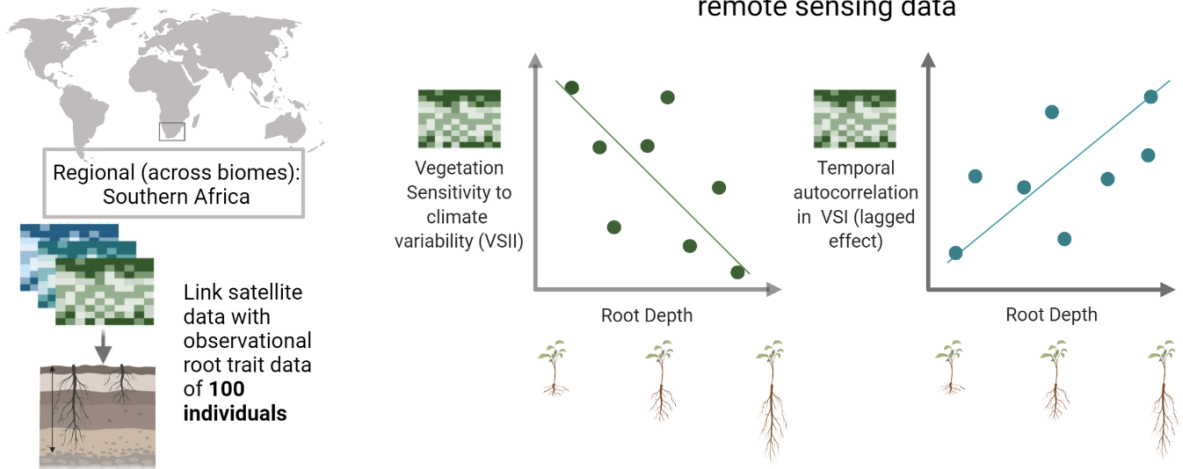 remote sensing data
Regional (across biomes):
Southern Africa
Link satellite
data with
observational
root trait data
of 100
individuals
Vegetation
Sensitivity to
climate
variability (VSII)
Root Depth
Temporal
autocorrelation
in VSI (lagged
effect)
Root Depth